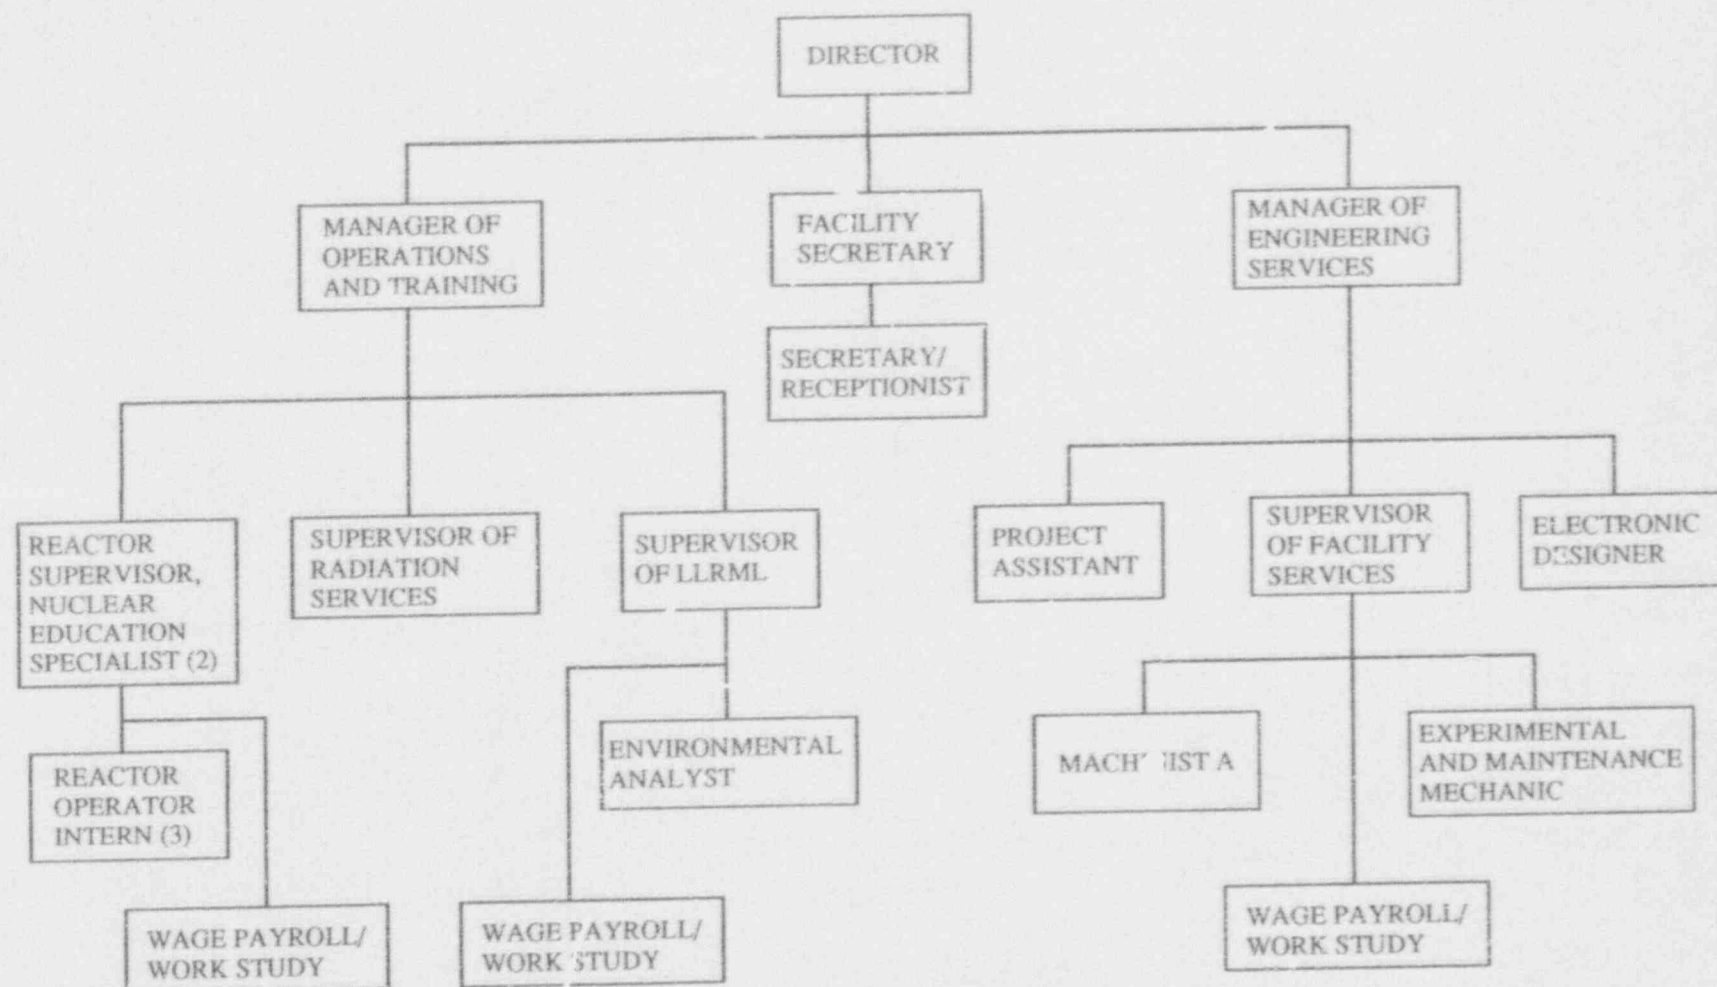 DIRECTOR
MANAGER OF
OPERATIONS
AND TRAINING
FACILITY
SECRETARY
MANAGER OF
ENGINEERING
SERVICES
SECRETARY/
RECEPTIONIST
REACTOR
SUPERVISOR,
NUCLEAR
EDUCATION
SPECIALIST (2)
SUPERVISOR OF
RADIATION
SERVICES
SUPERVISOR
OF LLRML
PROJECT
ASSISTANT
SUPERVISOR
OF FACILITY
SERVICES
ELECTRONIC
DESIGNER
REACTOR
OPERATOR
INTERN (3)
ENVIRONMENTAL
ANALYST
MACHINIST A
EXPERIMENTAL
AND MAINTENANCE
MECHANIC
WAGE PAYROLL/
WORK STUDY
WAGE PAYROLL/
WORK STUDY
WAGE PAYROLL/
WORK STUDY